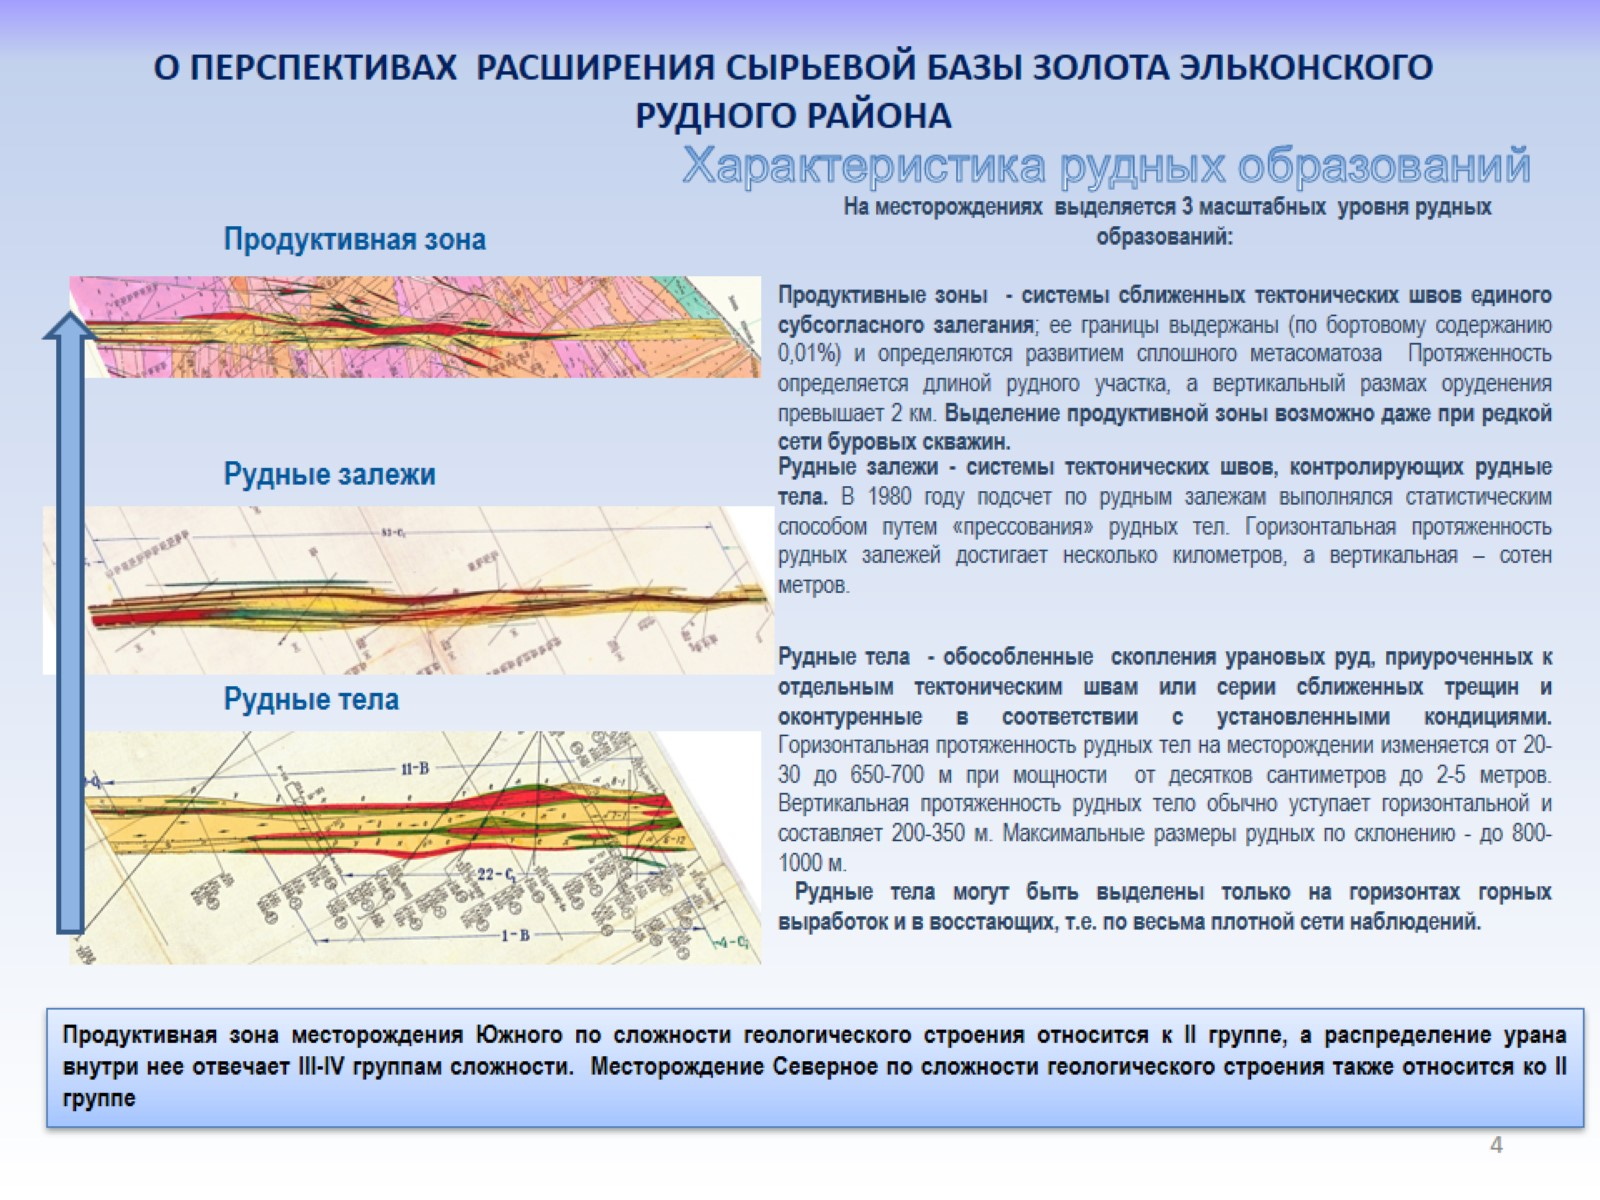 О ПЕРСПЕКТИВАХ РАСШИРЕНИЯ СЫРЬЕВОЙ БАЗЫ ЗОЛОТА ЭЛЬКОНСКОГО
РУДНОГО РАЙОНА
Характеристика рудных образований
На месторождениях выделяется 3 масштабных уровня рудных
образований:
Продуктивная зона
Продуктивные зоны - системы сближенных тектонических швов единого
субсогласного залегания; ее границы выдержаны (по бортовому содержанию
0,01%) и определяются развитием сплошного метасоматоза Протяженность
определяется длиной рудного участка, а вертикальный размах оруденения
превышает 2 км. Выделение продуктивной зоны возможно даже при редкой
сети буровых скважин.
Рудные залежи
Рудные залежи - системы тектонических швов, контролирующих рудные
тела. В 1980 году подсчет по рудным залежам выполнялся статистическим
способом путем «прессования» рудных тел. Горизонтальная протяженность
рудных залежей достигает несколько километров, а вертикальная – сотен
метров.
Рудные тела
Рудные тела - обособленные скопления урановых руд, приуроченных к
отдельным тектоническим швам или серии сближенных трещин и
оконтуренные в соответствии с установленными кондициями.
Горизонтальная протяженность рудных тел на месторождении изменяется от 20-
30 до 650-700 м при мощности от десятков сантиметров до 2-5 метров.
Вертикальная протяженность рудных тело обычно уступает горизонтальной и
составляет 200-350 м. Максимальные размеры рудных по склонению - до 800-
1000 м.
Рудные тела могут быть выделены только на горизонтах горных
выработок и в восстающих, т.е. по весьма плотной сети наблюдений.
11-В
22-С₂
1-В
Продуктивная зона месторождения Южного по сложности геологического строения относится к II группе, а распределение урана
внутри нее отвечает III-IV группам сложности. Месторождение Северное по сложности геологического строения также относится ко II
группе
4